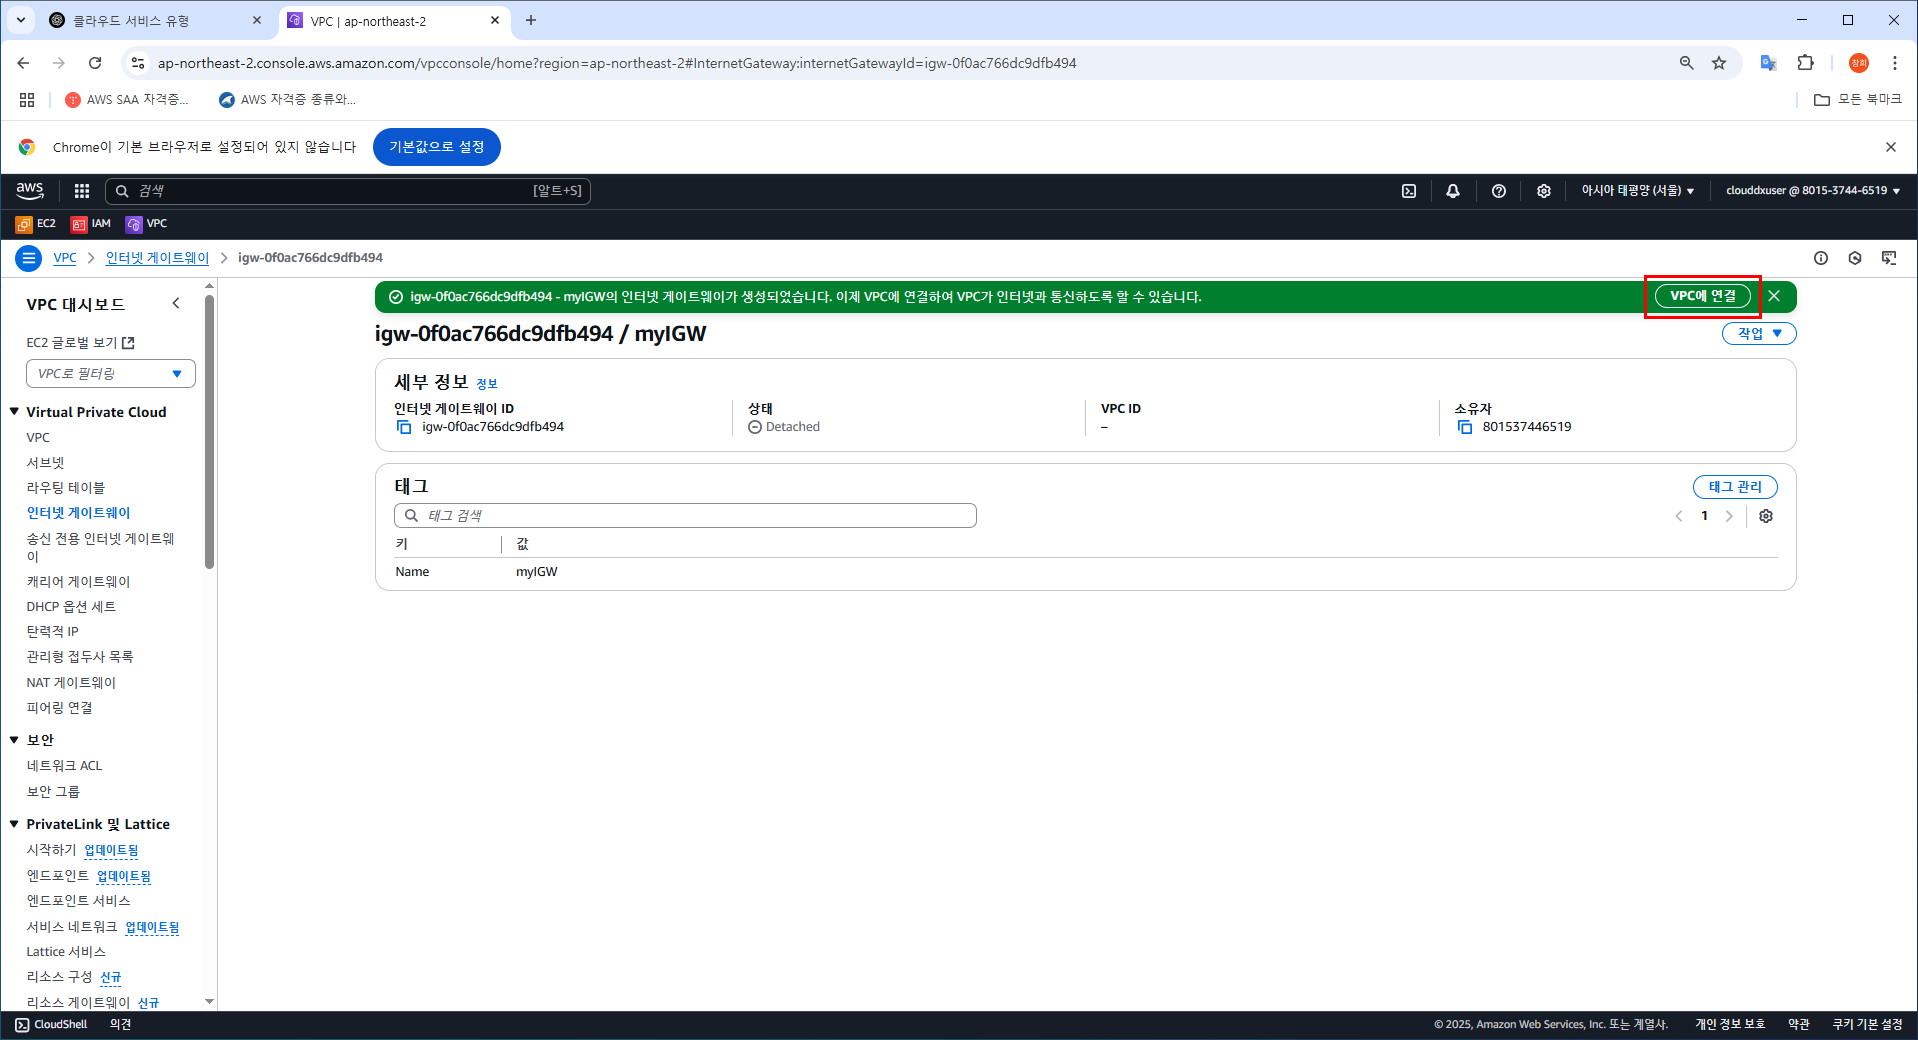 클라우드 서비스 유형
VPC | ap-northeast-2
ap-northeast-2.console.aws.amazon.com/vpcconsole/home?region=ap-northeast-2#InternetGateway:internetGatewayId=igw-0f0ac766dc9dfb494
창희
AWS SAA 자격증...
AWS 자격증 종류와...
모든 북마크
Chrome이 기본 브라우저로 설정되어 있지 않습니다
기본값으로 설정
aws
검색
[알트+S]
아시아 태평양 (서울)
clouddxuser @ 8015-3744-6519
EC2
IAM
VPC
VPC
인터넷 게이트웨이
igw-0f0ac766dc9dfb494
VPC 대시보드
EC2 글로벌 보기
VPC로 필터링
Virtual Private Cloud
VPC
서브넷
라우팅 테이블
인터넷 게이트웨이
송신 전용 인터넷 게이트웨
이
캐리어 게이트웨이
DHCP 옵션 세트
탄력적 IP
관리형 접두사 목록
NAT 게이트웨이
피어링 연결
보안
네트워크 ACL
보안 그룹
PrivateLink 및 Lattice
시작하기 업데이트됨
엔드포인트 업데이트됨
엔드포인트 서비스
서비스 네트워크 업데이트됨
Lattice 서비스
리소스 구성 신규
리소스 게이트웨이 신규
igw-0f0ac766dc9dfb494 - myIGW의 인터넷 게이트웨이가 생성되었습니다. 이제 VPC에 연결하여 VPC가 인터넷과 통신하도록 할 수 있습니다.
VPC에 연결
igw-0f0ac766dc9dfb494 / myIGW
작업
세부 정보 정보
인터넷 게이트웨이 ID
igw-0f0ac766dc9dfb494
상태
Detached
VPC ID
–
소유자
801537446519
태그
태그 관리
태그 검색
1
키
값
Name
myIGW
CloudShell
의견
© 2025, Amazon Web Services, Inc. 또는 계열사.
개인 정보 보호
약관
쿠키 기본 설정